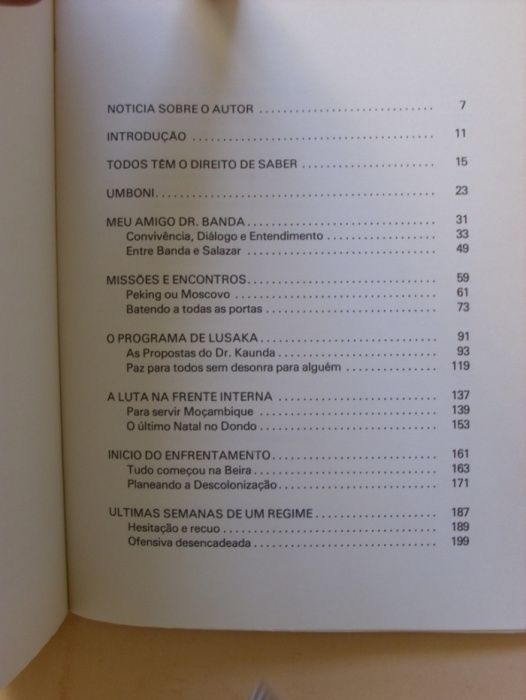 NOTICIA SOBRE O AUTOR ............................ 7
INTRODUÇÃO .................................... 11
TODOS TÊM O DIREITO DE SABER .................... 15
UMBONI.......................................... 23
MEU AMIGO DR. BANDA............................ 31
Convivência, Diálogo e Entendimento ................ 33
Entre Banda e Salazar ............................ 49
MISSÕES E ENCONTROS............................ 59
Peking ou Moscovo ............................... 61
Batendo a todas as portas .......................... 73
O PROGRAMA DE LUSAKA.......................... 91
As Propostas do Dr. Kaunda........................ 93
Paz para todos sem desonra para alguém .............. 119
A LUTA NA FRENTE INTERNA ........................ 137
Para servir Moçambique ........................... 139
O último Natal no Dondo ........................... 153
INICIO DO ENFRENTAMENTO......................... 161
Tudo começou na Beira............................ 163
Planeando a Descolonização........................ 171
ULTIMAS SEMANAS DE UM REGIME................... 187
Hesitação e recuo................................. 189
Ofensiva desencadeada............................ 199